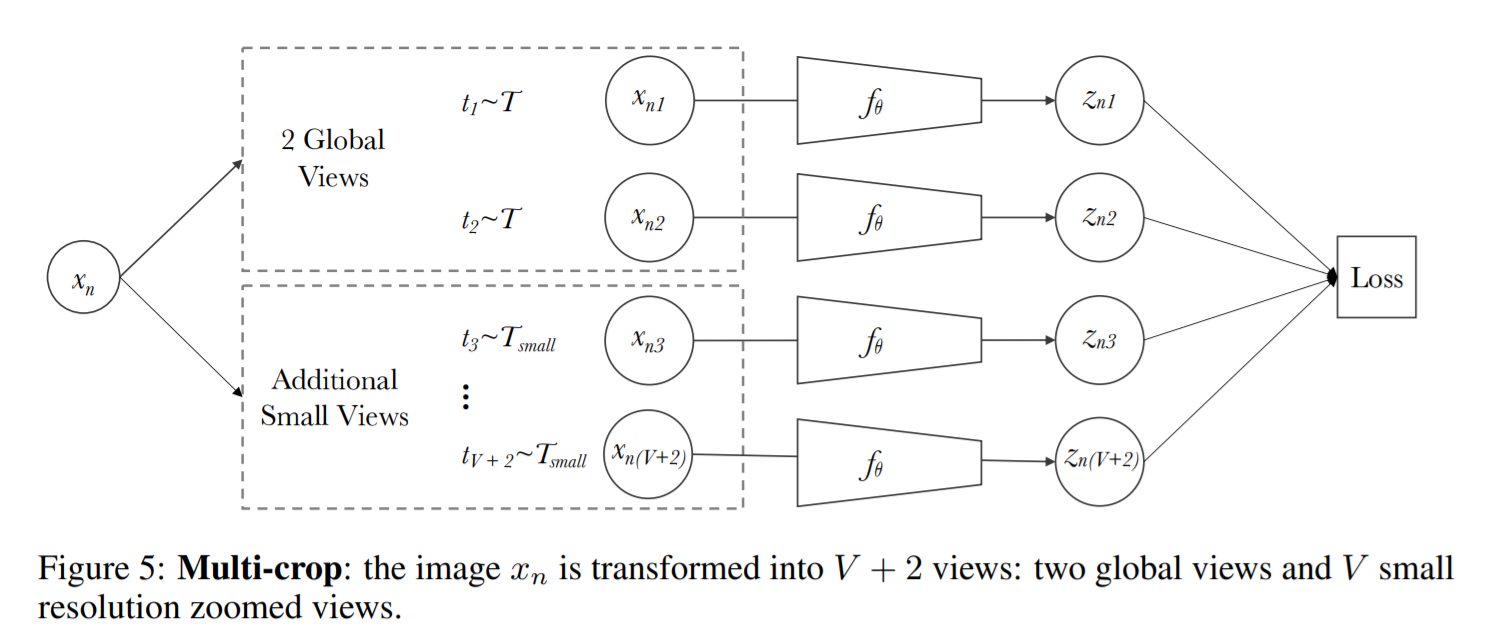 t1~T
xn1
fθ
zn1
2 Global
Views
t2~T
xn2
fθ
zn2
xn
Loss
t3~Tsmall
xn3
fθ
zn3
Additional
Small Views
⋮
tV + 2~Tsmall
xn(V+2)
fθ
zn(V+2)
Figure 5: Multi-crop: the image xn is transformed into V + 2 views: two global views and V small
resolution zoomed views.